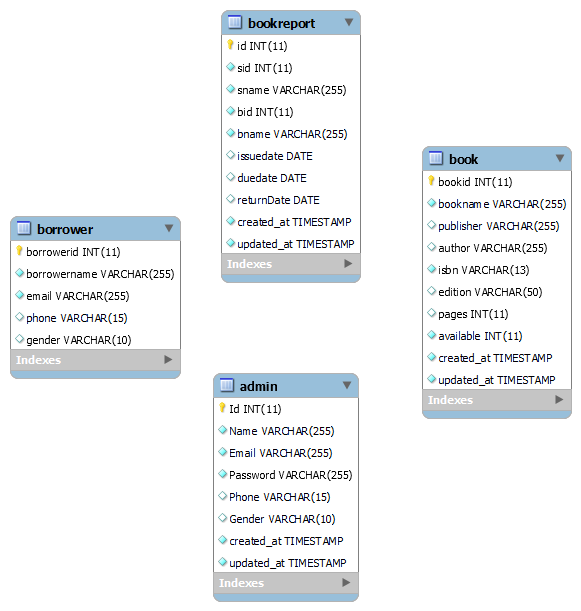 bookreport
id INT(11)
sid INT(11)
sname VARCHAR(255)
bid INT(11)
bname VARCHAR(255)
issuedate DATE
duedate DATE
returnDate DATE
created_at TIMESTAMP
updated_at TIMESTAMP
Indexes
book
bookid INT(11)
bookname VARCHAR(255)
publisher VARCHAR(255)
author VARCHAR(255)
isbn VARCHAR(13)
edition VARCHAR(50)
pages INT(11)
available INT(11)
created_at TIMESTAMP
updated_at TIMESTAMP
Indexes
borrower
borrowerid INT(11)
borrowername VARCHAR(255)
email VARCHAR(255)
phone VARCHAR(15)
gender VARCHAR(10)
Indexes
admin
Id INT(11)
Name VARCHAR(255)
Email VARCHAR(255)
Password VARCHAR(255)
Phone VARCHAR(15)
Gender VARCHAR(10)
created_at TIMESTAMP
updated_at TIMESTAMP
Indexes